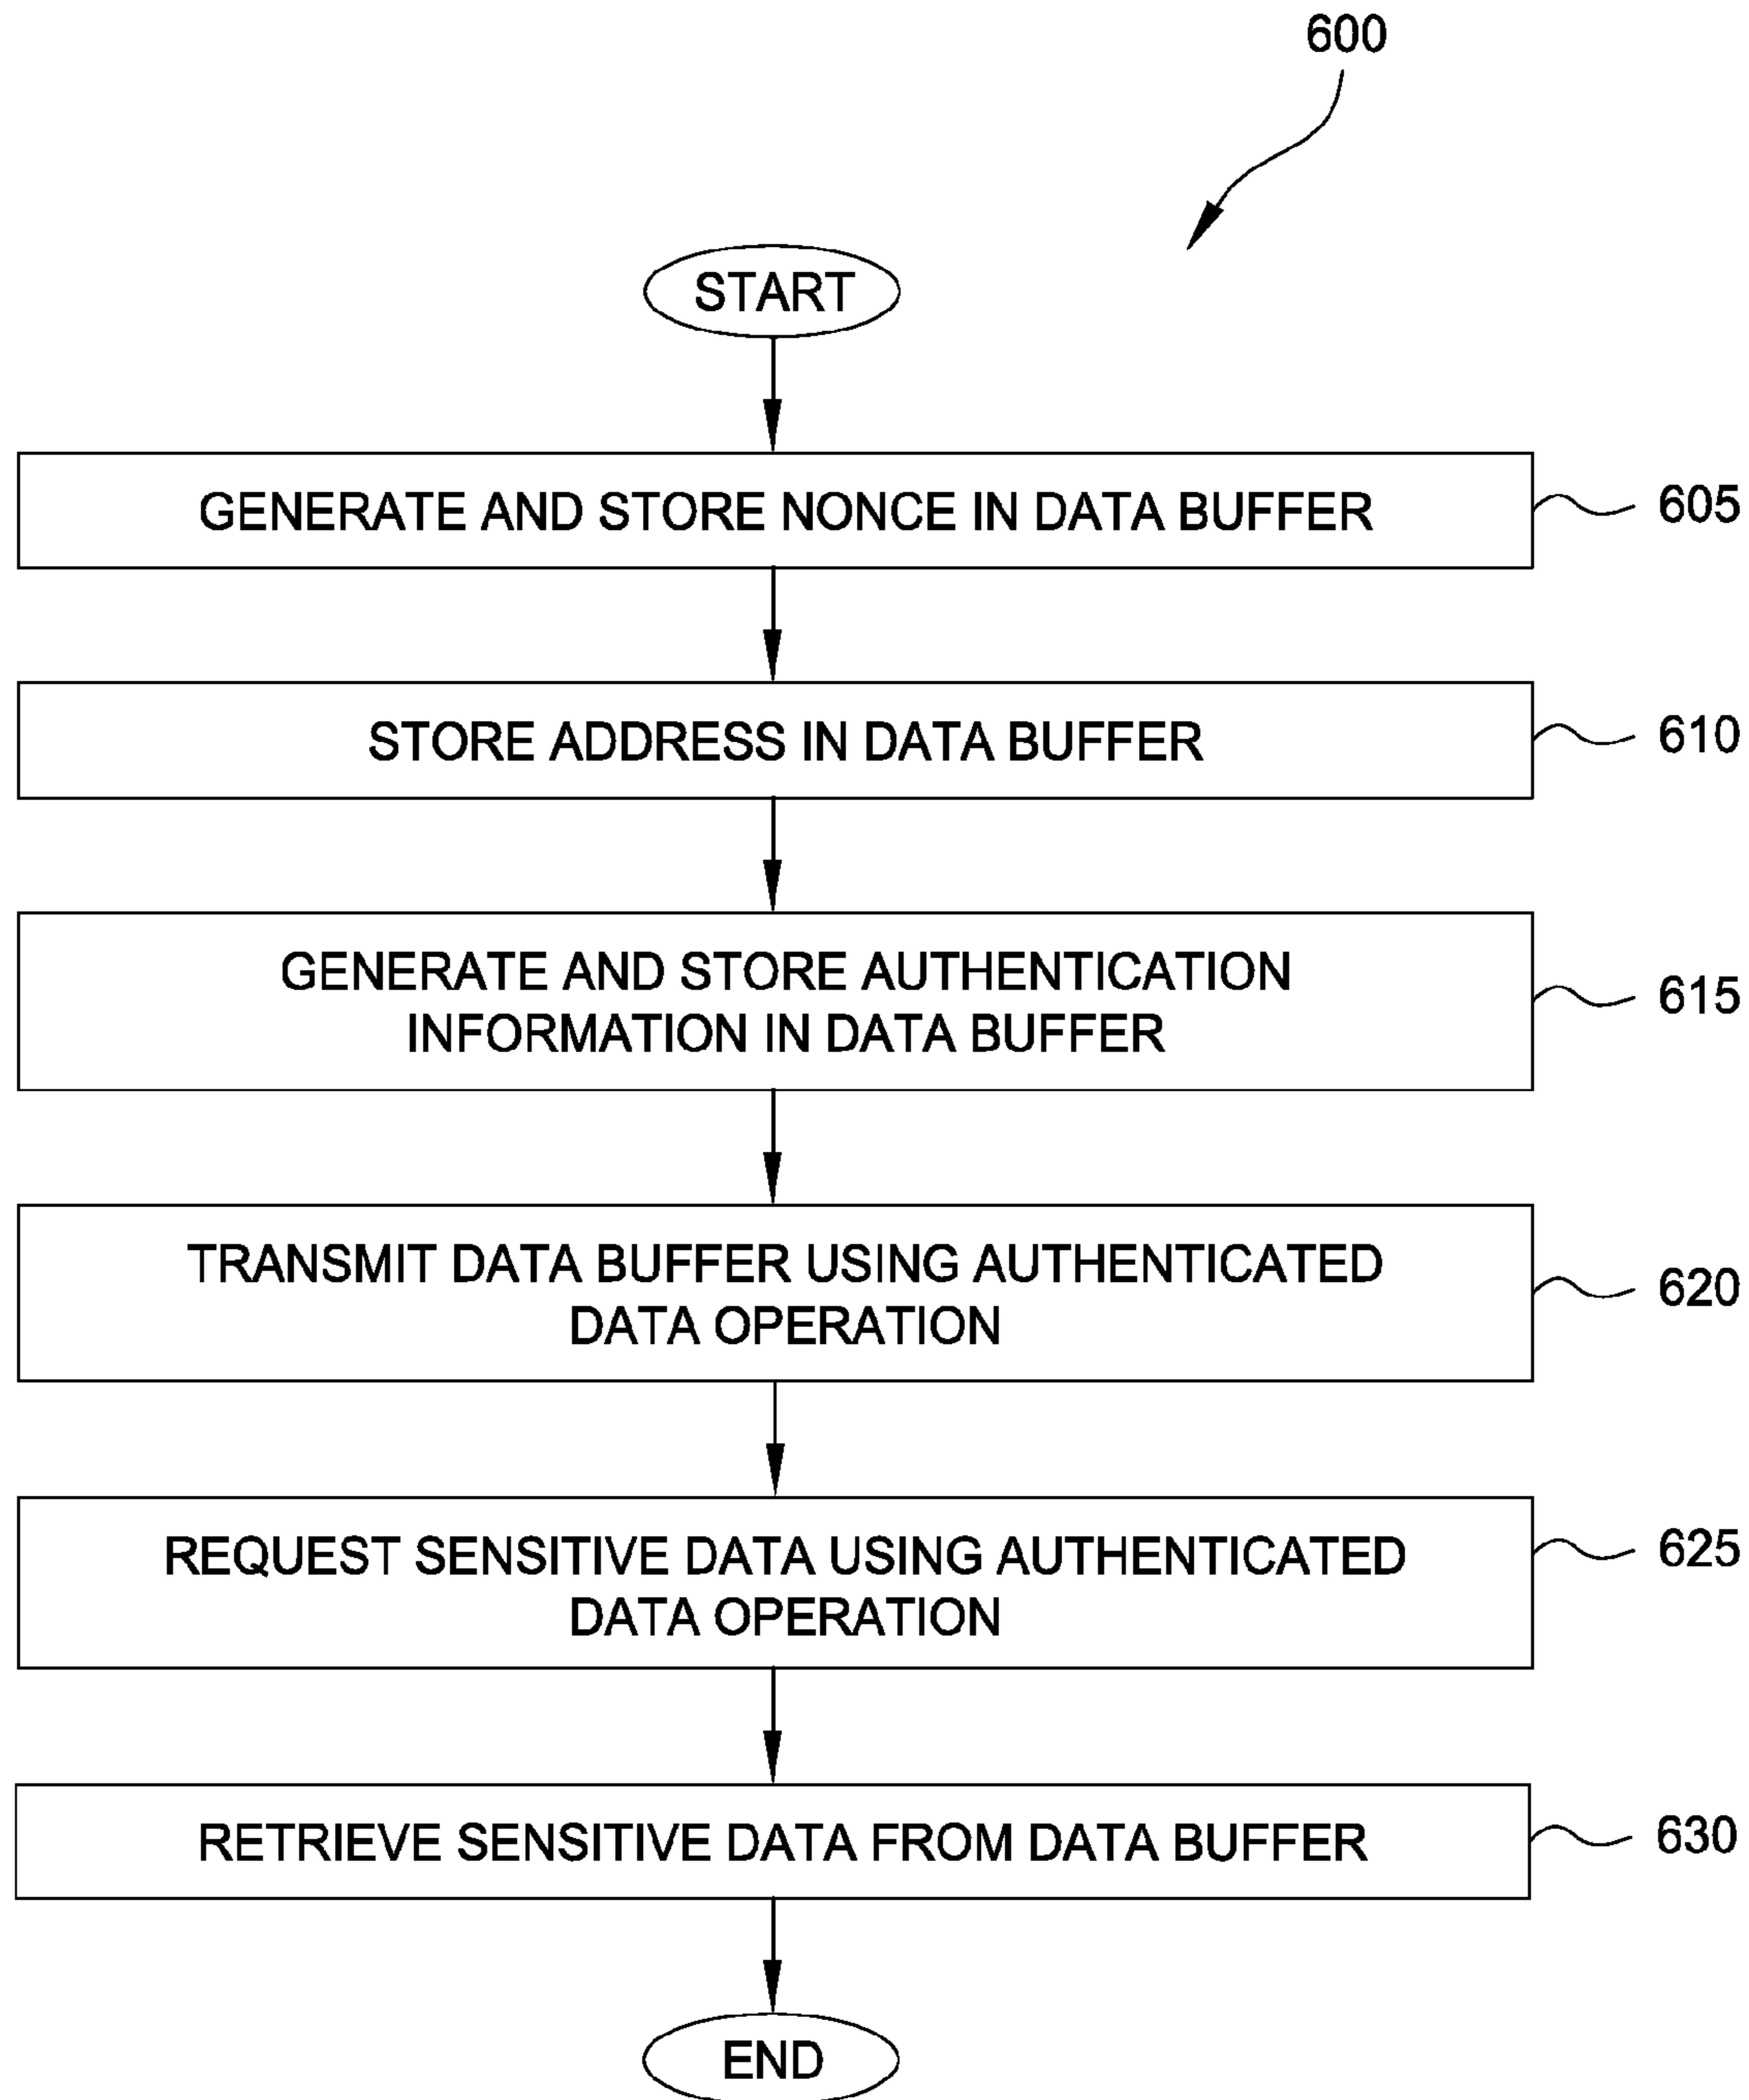 600
START
GENERATE AND STORE NONCE IN DATA BUFFER
605
STORE ADDRESS IN DATA BUFFER
610
GENERATE AND STORE AUTHENTICATION
INFORMATION IN DATA BUFFER
615
TRANSMIT DATA BUFFER USING AUTHENTICATED
DATA OPERATION
620
REQUEST SENSITIVE DATA USING AUTHENTICATED
DATA OPERATION
625
RETRIEVE SENSITIVE DATA FROM DATA BUFFER
630
END